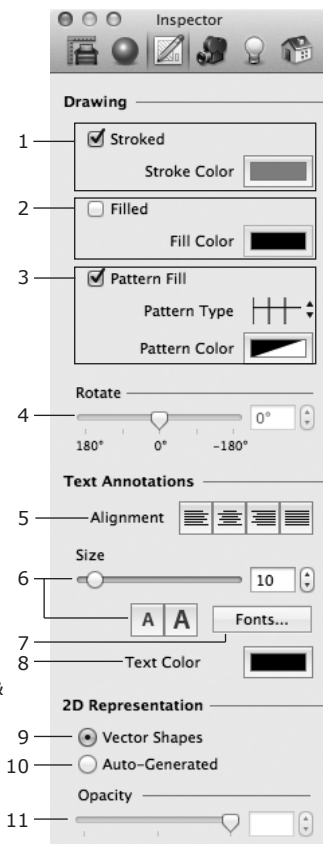 Inspector
Drawing
1
Stroked
Stroke Color
2
Filled
Fill Color
3
Pattern Fill
Pattern Type
Pattern Color
Rotate
4
0°
180° 0° -180°
Text Annotations
5
Alignment
Size
6
10
A A Fonts...
7
8
Text Color
&
2D Representation
9
Vector Shapes
10
Auto-Generated
Opacity
11